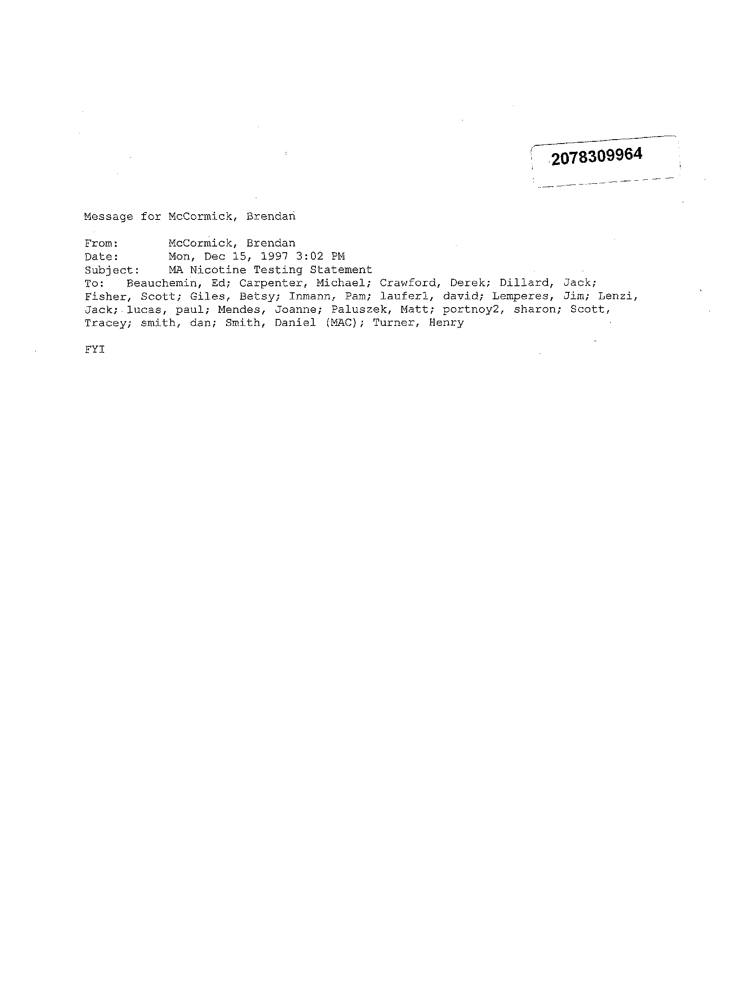 2078309964
Message for McCormick, Brendan
From: McCormick, Brendan
Date: Mon, Dec 15, 1997 3:02 PM
Subject: MA Nicotine Testing Statement
To: Beauchemin, Ed; Carpenter, Michael; Crawford, Derek; Dillard, Jack;
Fisher, Scott; Giles, Betsy; Inmann, Pam; lauferl, david; Lemperes, Jim; Lenzi,
Jack; lucas, paul; Mendes, Joanne; Paluszek, Matt; portnoy2, sharon; Scott,
Tracey; smith, dan; Smith, Daniel (MAC); Turner, Henry
FYI